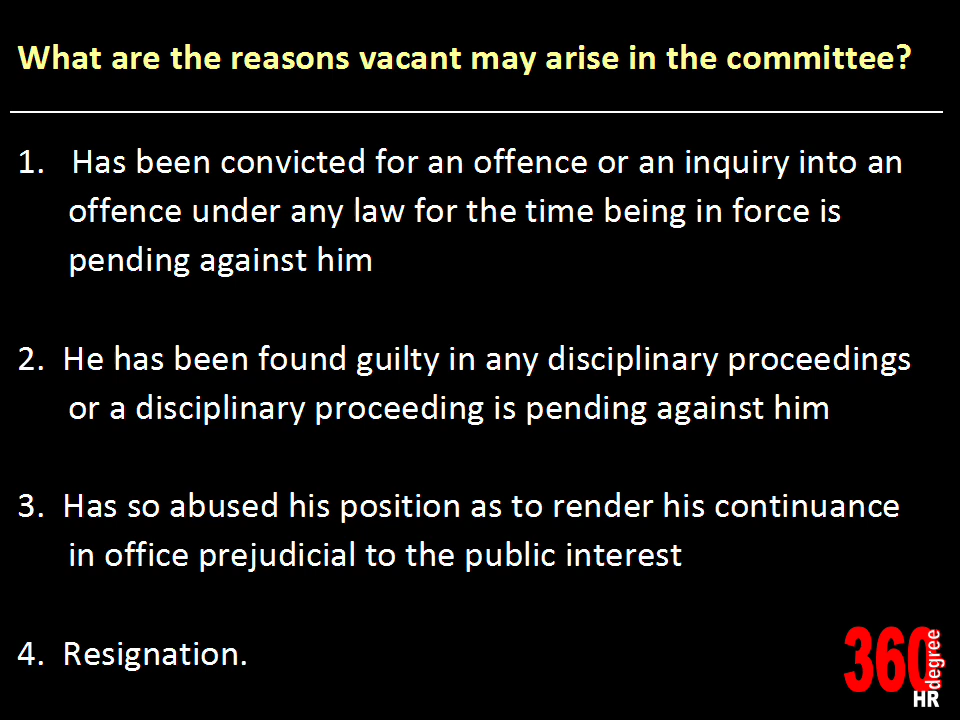 What are the reasons vacant may arise in the committee?
1. Has been convicted for an offence or an inquiry into an
offence under any law for the time being in force is
pending against him
2. He has been found guilty in any disciplinary proceedings
or a disciplinary proceeding is pending against him
3. Has so abused his position as to render his continuance
in office prejudicial to the public interest
4. Resignation.
360
degree
HR